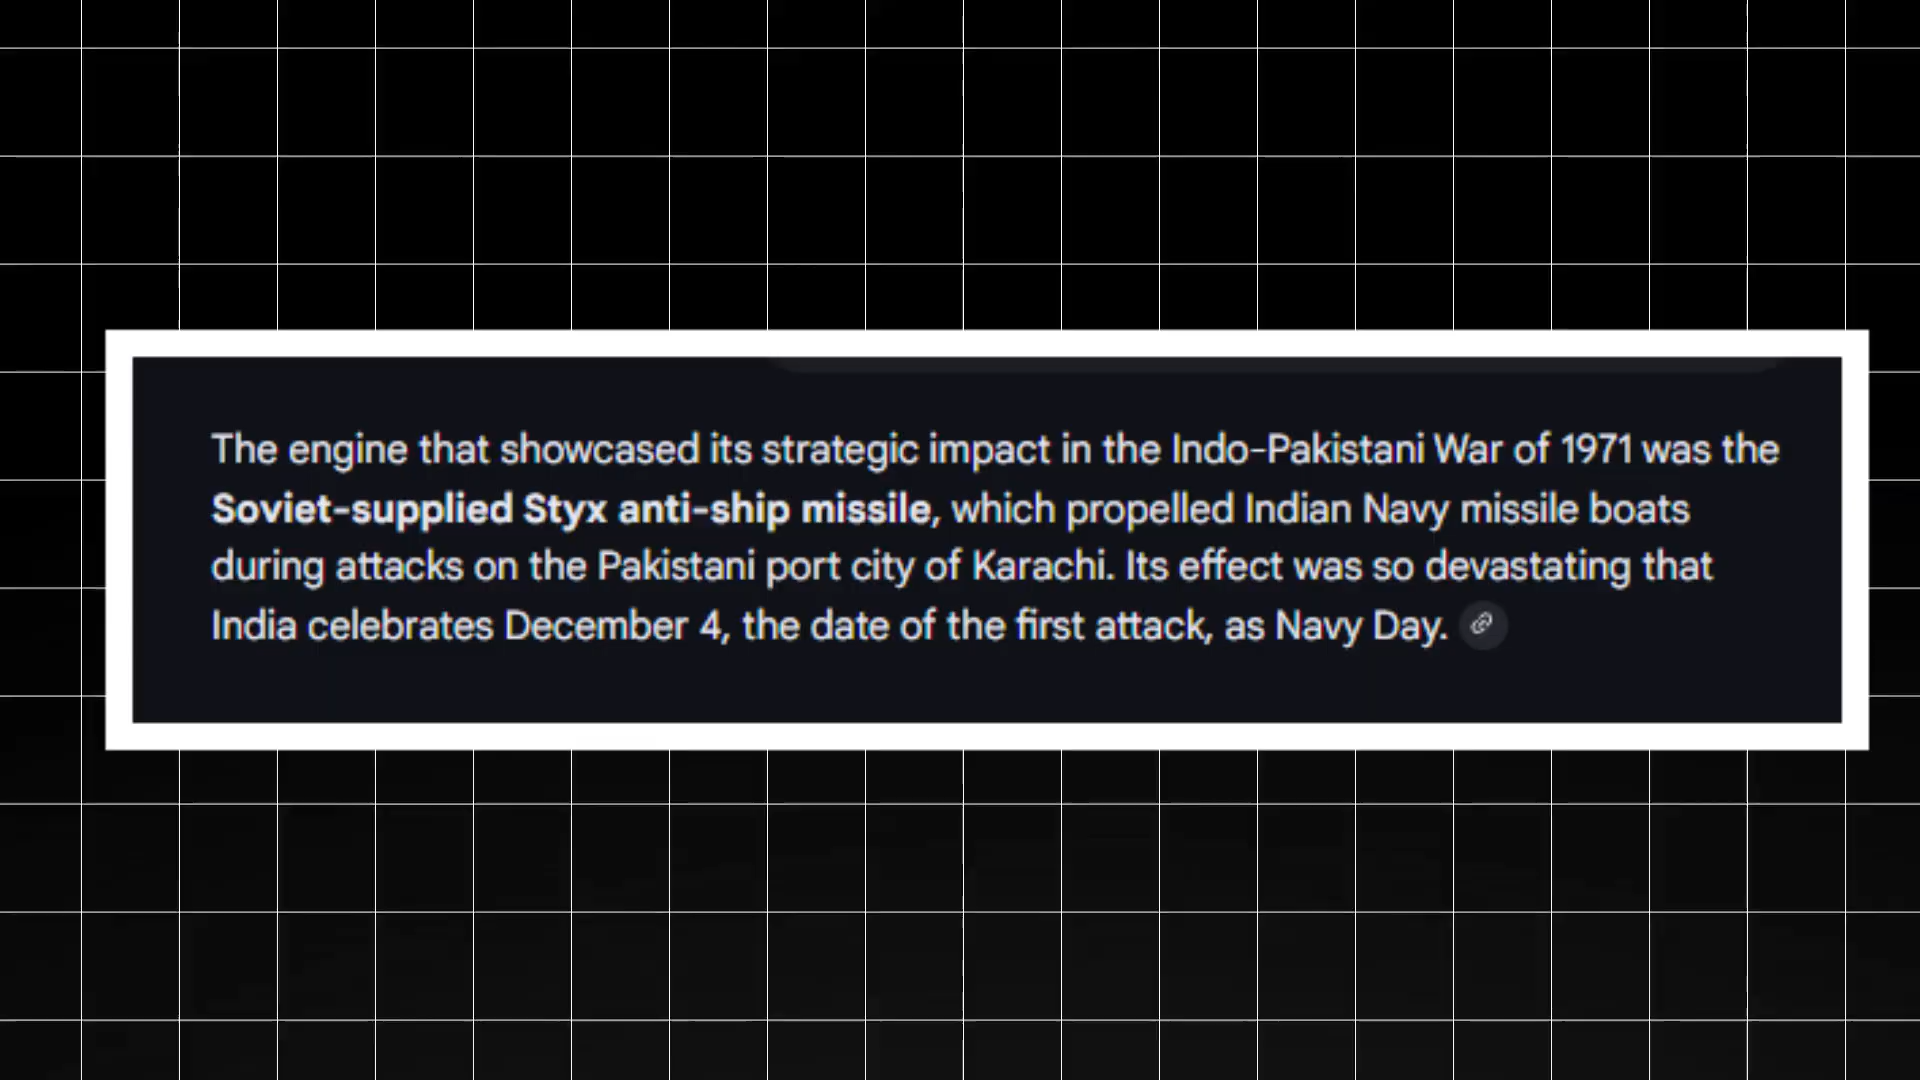 The engine that showcased its strategic impact in the Indo-Pakistani War of 1971 was the
Soviet-supplied Styx anti-ship missile, which propelled Indian Navy missile boats
during attacks on the Pakistani port city of Karachi. Its effect was so devastating that
India celebrates December 4, the date of the first attack, as Navy Day.